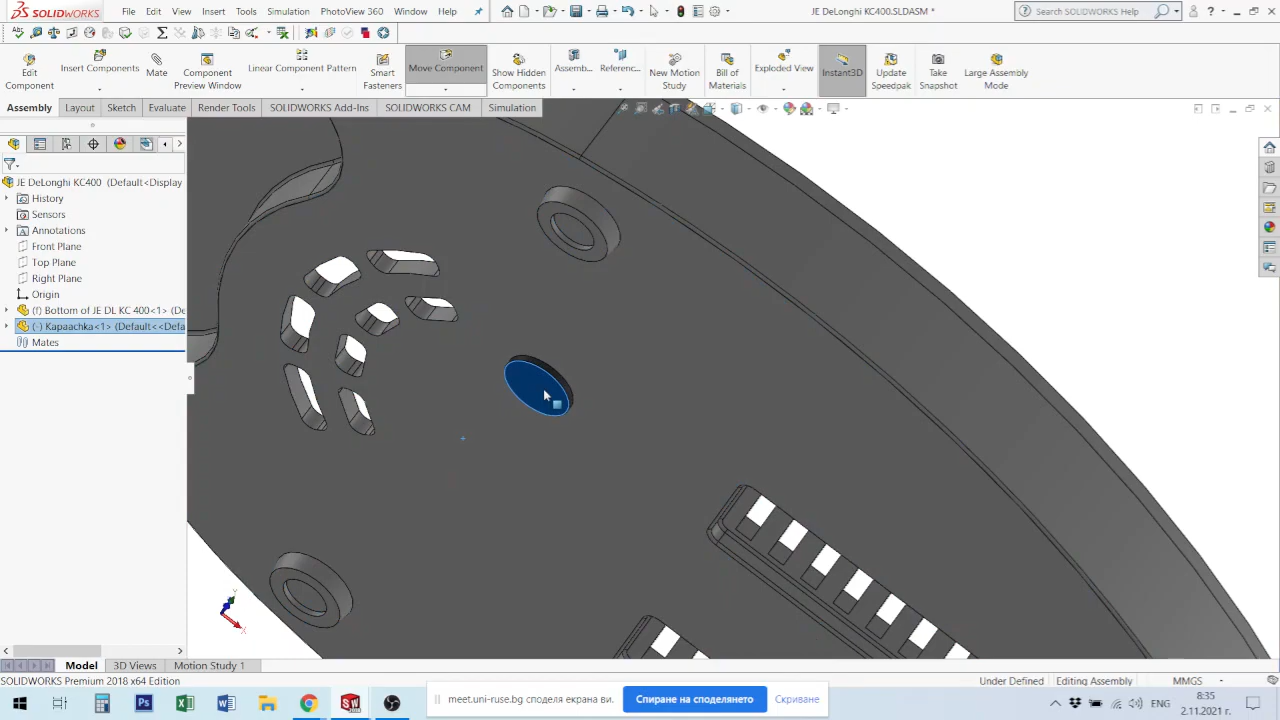 SOLIDWORKS File Edit View Insert Tools Simulation PhotoView 360 Window Help JE DeLonghi KC400.SLDASM * Search SOLIDWORKS Help
Edit Component Insert Components Mate Component Preview Window Linear Component Pattern Smart Fasteners Move Component Show Hidden Components Assemb... Referenc... New Motion Study Bill of Materials Exploded View Instant3D Update Speedpak Take Snapshot Large Assembly Mode
Assembly Layout Sketch Evaluate Render Tools SOLIDWORKS Add-Ins SOLIDWORKS CAM Simulation
JE DeLonghi KC400 (Default<Display
History
Sensors
Annotations
Front Plane
Top Plane
Right Plane
Origin
(f) Bottom of JE DL KC 400<1> (De
(-) Kapaachka<1> (Default<<Defa
Mates
Model 3D Views Motion Study 1
SOLIDWORKS Premium 2018 x64 Edition Under Defined Editing Assembly MMGS
meet.uni-ruse.bg споделя екрана ви. Спиране на споделянето Скриване
ENG 8:35
2.11.2021 г.